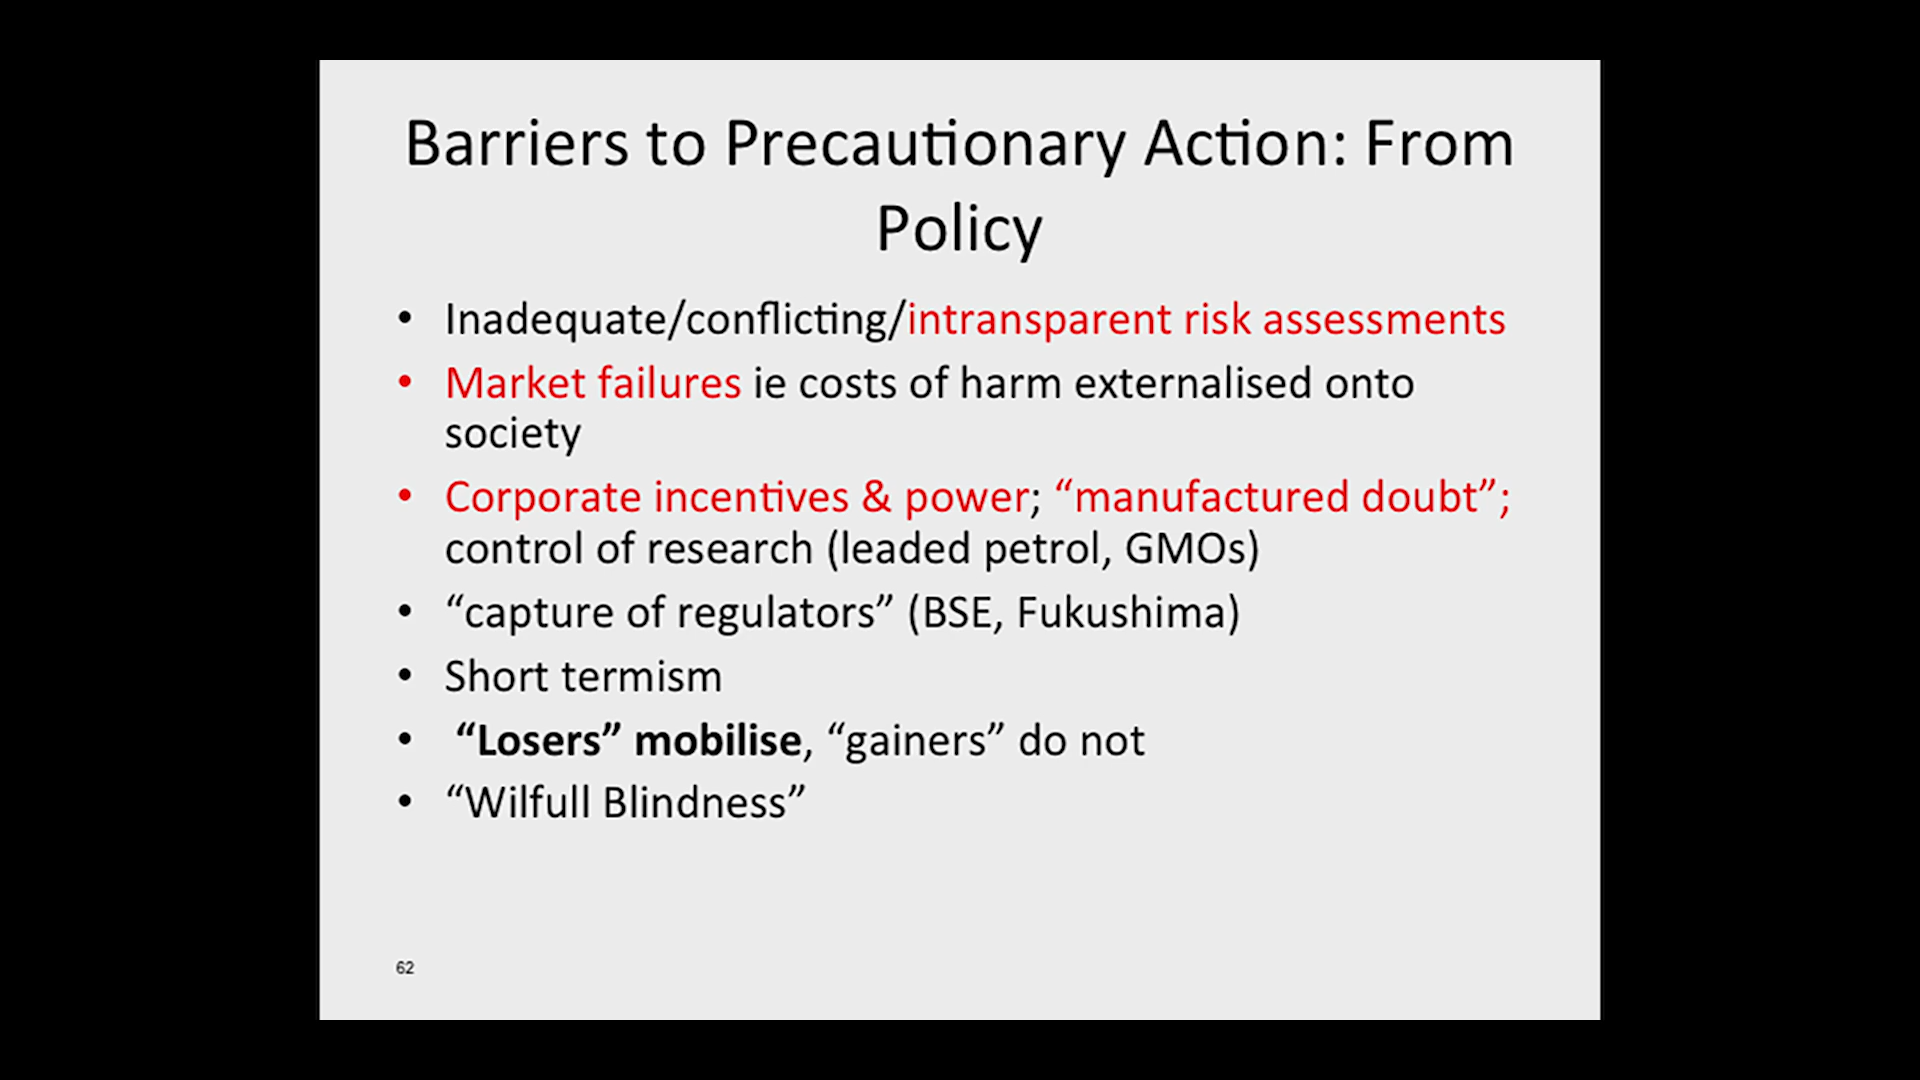 Barriers to Precautionary Action: From
Policy
• Inadequate/conflicting/intransparent risk assessments
• Market failures ie costs of harm externalised onto
society
• Corporate incentives & power; “manufactured doubt”;
control of research (leaded petrol, GMOs)
• “capture of regulators” (BSE, Fukushima)
• Short termism
• “Losers” mobilise, “gainers” do not
• “Wilfull Blindness”
62